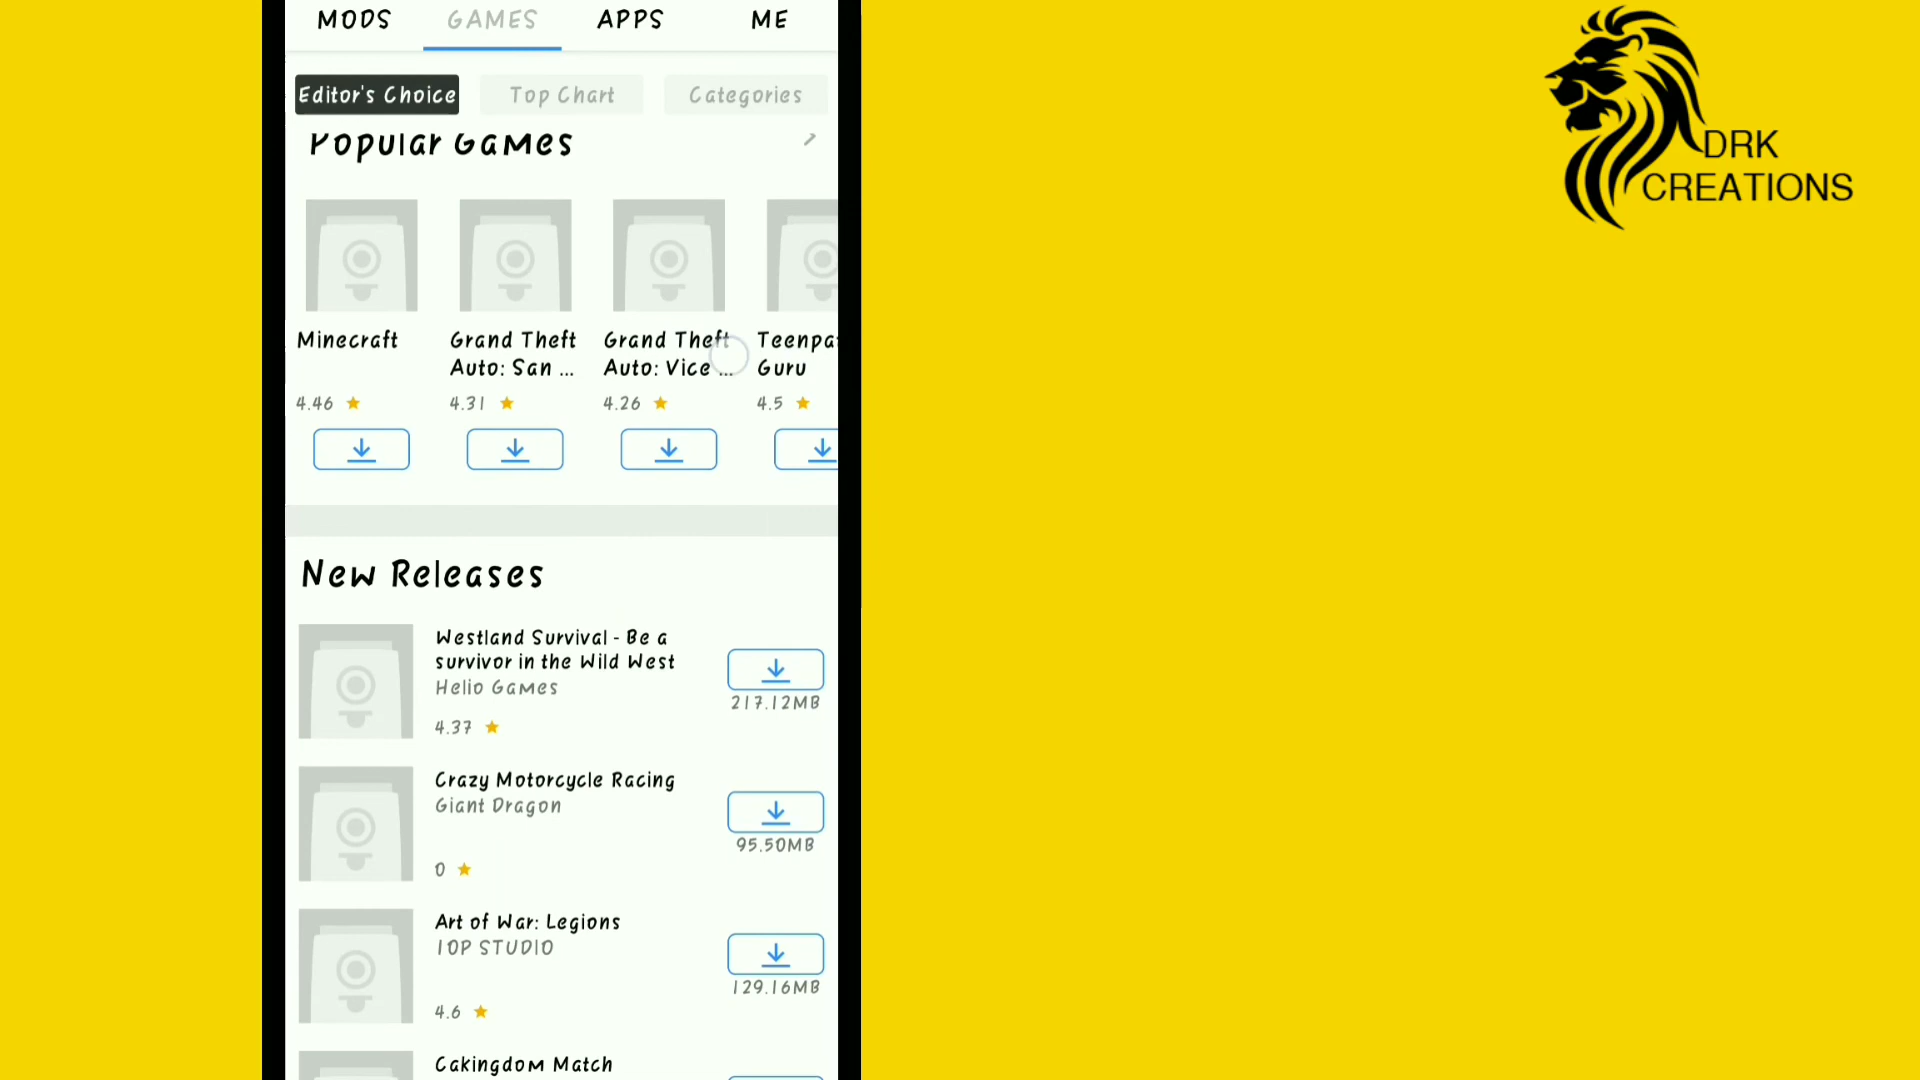 MODS GAMES APPS ME
Editor's Choice Top Chart Categories
Popular Games
Minecraft
4.46
Grand Theft
Auto: San ...
4.31
Grand Theft
Auto: Vice ...
4.26
Teenpa
Guru
4.5
New Releases
Westland Survival - Be a
survivor in the Wild West
Helio Games
4.37
217.12MB
Crazy Motorcycle Racing
Giant Dragon
0
95.50MB
Art of War: Legions
10P STUDIO
4.6
129.16MB
Cakingdom Match
DRK
CREATIONS